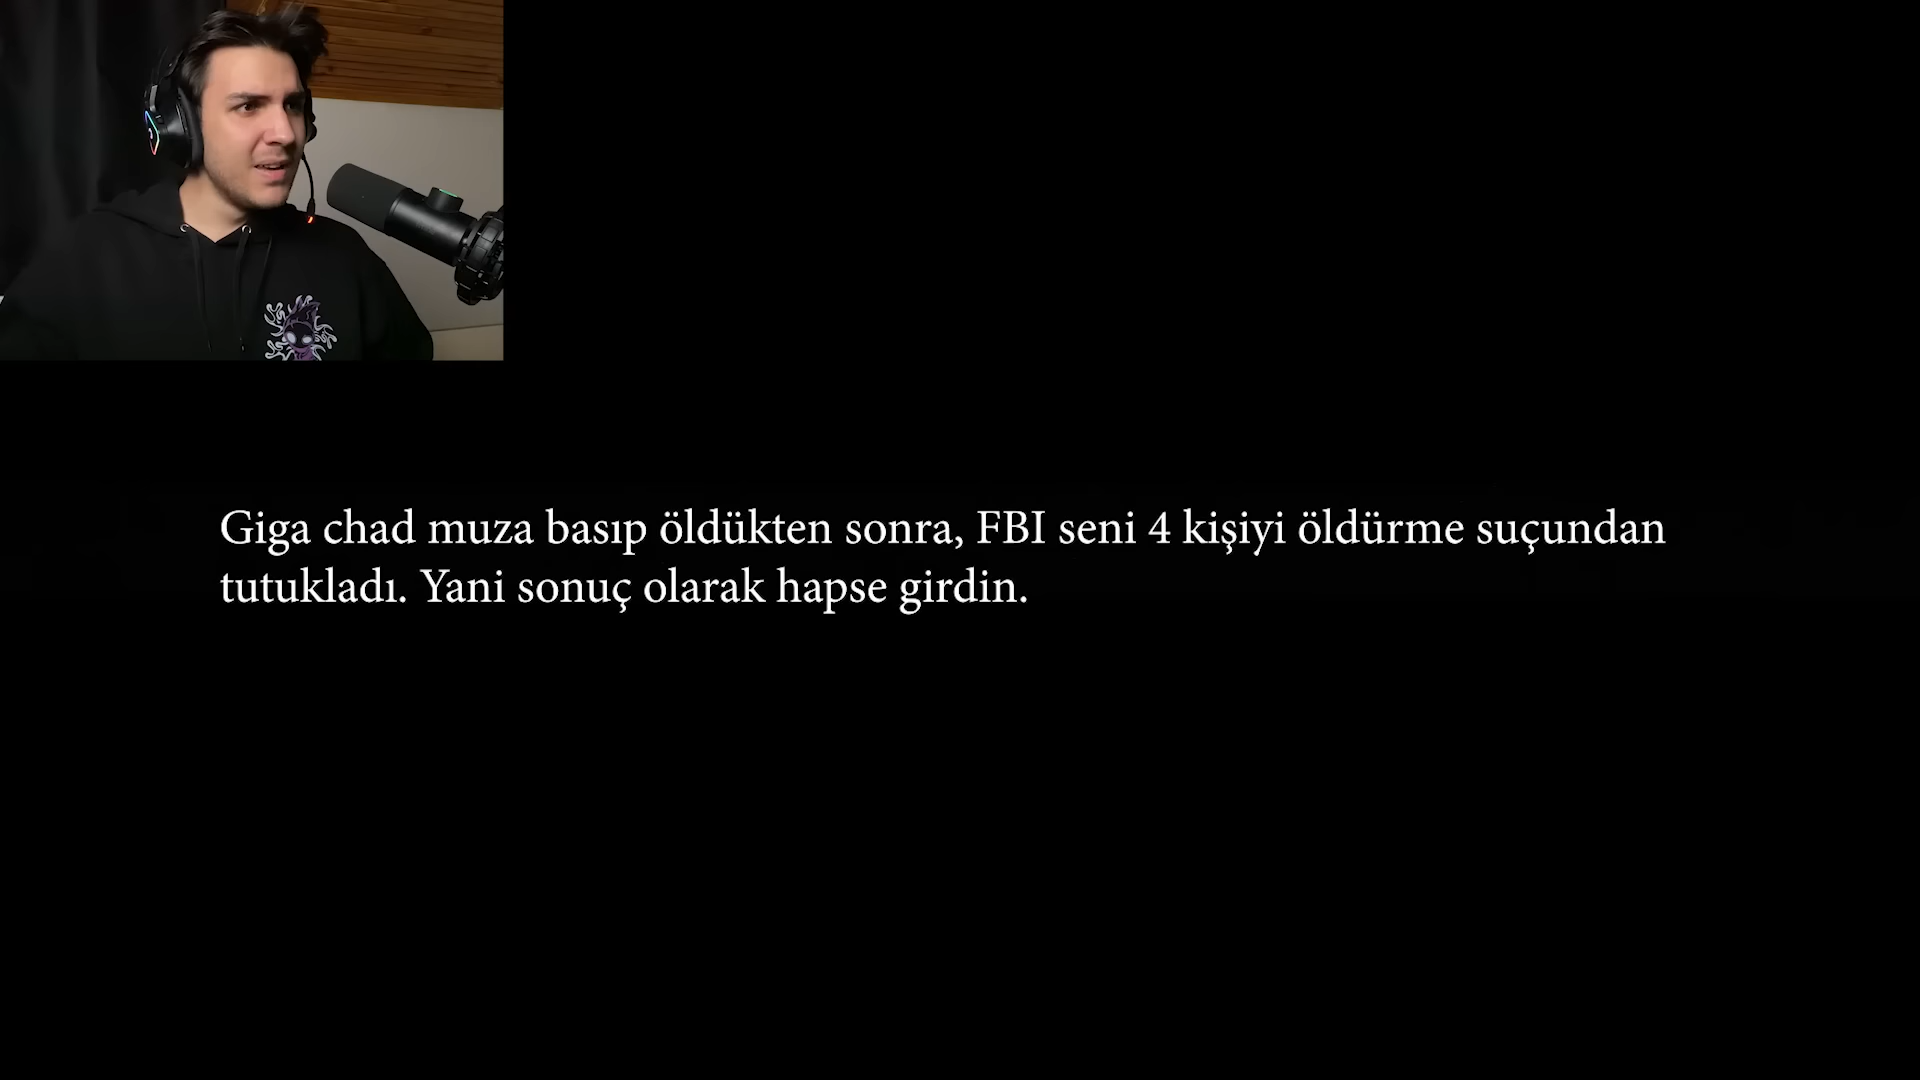 Giga chad muza basıp öldükten sonra, FBI seni 4 kişiyi öldürme suçundan
tutukladı. Yani sonuç olarak hapse girdin.